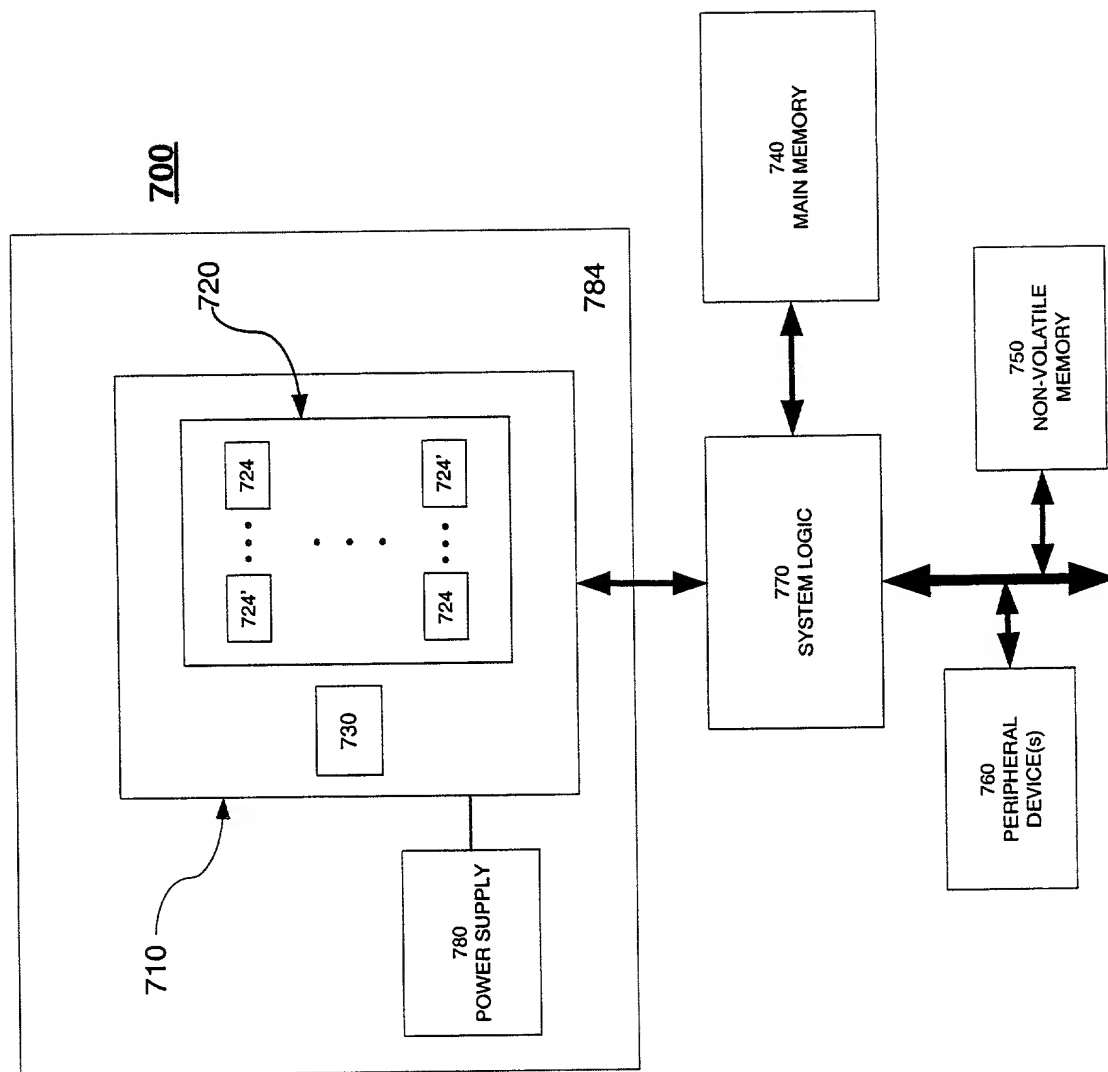 700
784
720
724'
• • •
724
• • •
724
• • •
724'
730
710
780
POWER SUPPLY
770
SYSTEM LOGIC
740
MAIN MEMORY
750
NON-VOLATILE
MEMORY
760
PERIPHERAL
DEVICE(s)